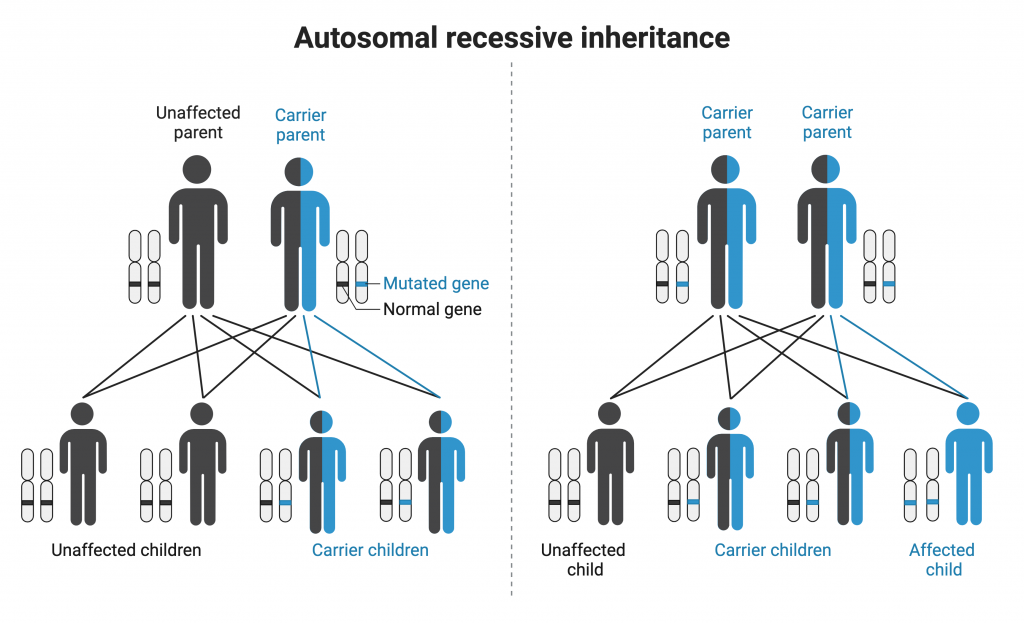 Autosomal recessive inheritance
Unaffected
parent
Carrier
parent
Mutated gene
Normal gene
Unaffected children
Carrier children
Carrier
parent
Carrier
parent
Unaffected
child
Carrier children
Affected
child